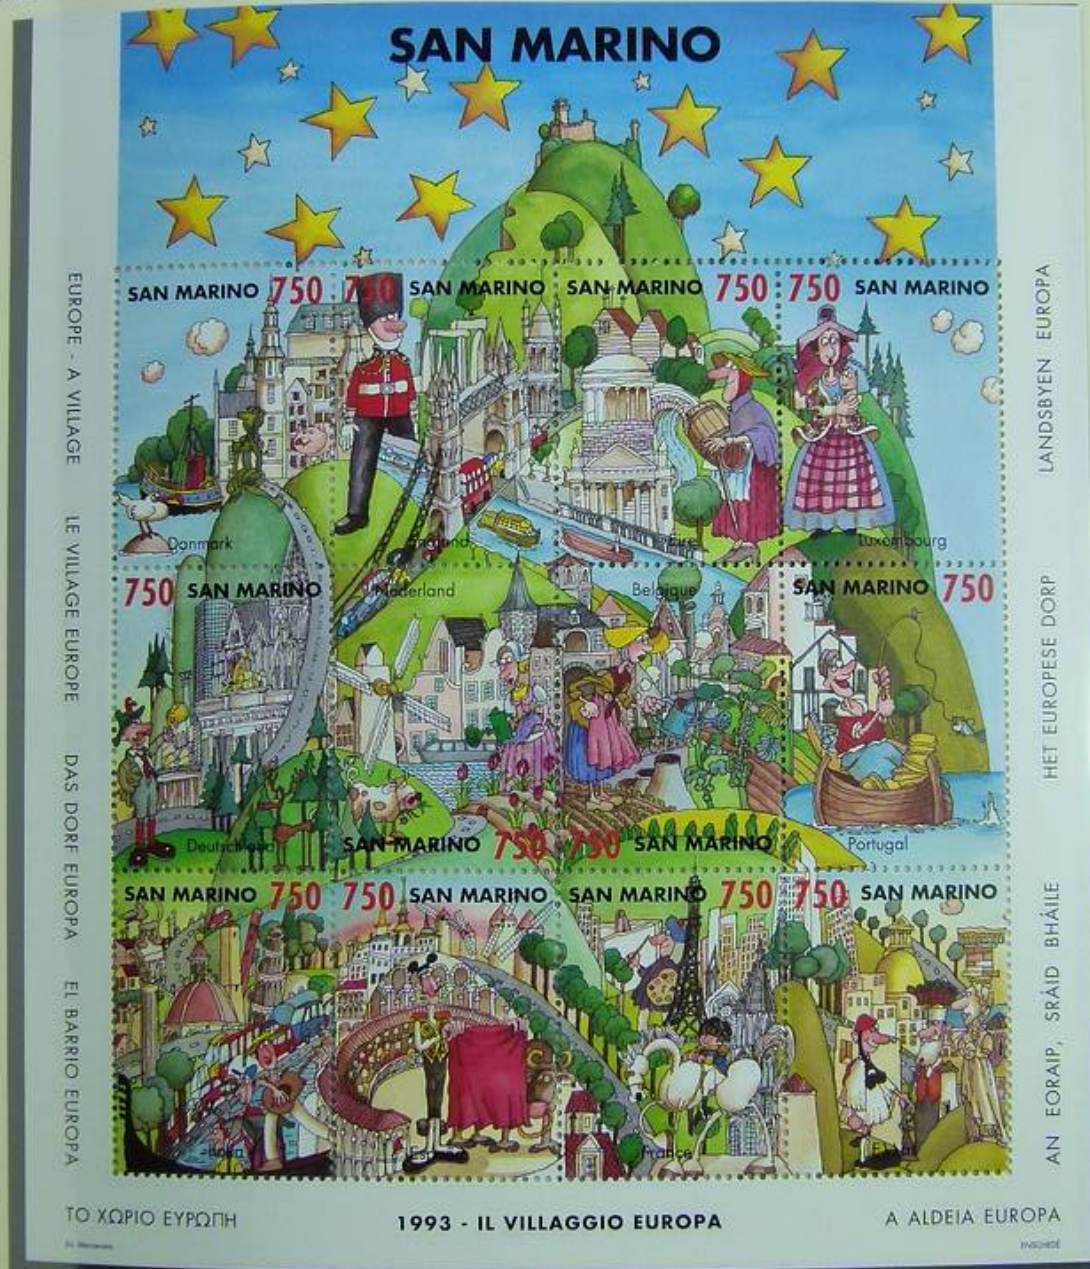 SAN MARINO
SAN MARINO 750
750 SAN MARINO
SAN MARINO 750
750 SAN MARINO
Danmark
Eire
Luxembourg
750 SAN MARINO
Nederland
Belgique
SAN MARINO 750
Deutschland
SAN MARINO 750
750 SAN MARINO
Portugal
SAN MARINO 750
750 SAN MARINO
SAN MARINO 750
750 SAN MARINO
France
EUROPE - A VILLAGE
LE VILLAGE EUROPE
DAS DORF EUROPA
EL BARRIO EUROPA
LANDSBYEN EUROPA
HET EUROPESE DORP
AN EORAIP, SRAID BHÁILE
ΤΟ ΧΩΡΙΟ ΕΥΡΩΠΗ
1993 - IL VILLAGGIO EUROPA
A ALDEIA EUROPA
ENSCHEDÉ